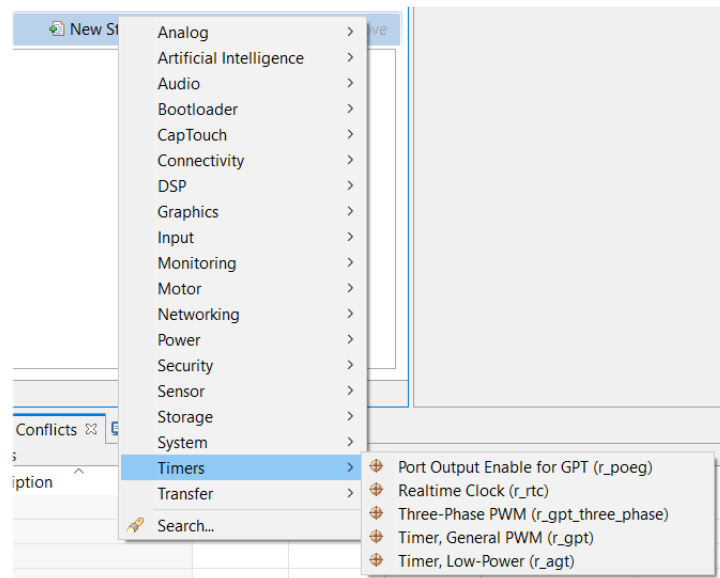 New St
ve
Analog
Artificial Intelligence
Audio
Bootloader
CapTouch
Connectivity
DSP
Graphics
Input
Monitoring
Motor
Networking
Power
Security
Sensor
Storage
System
Timers
Transfer
Search...
Conflicts
s
iption
Port Output Enable for GPT (r_poeg)
Realtime Clock (r_rtc)
Three-Phase PWM (r_gpt_three_phase)
Timer, General PWM (r_gpt)
Timer, Low-Power (r_agt)